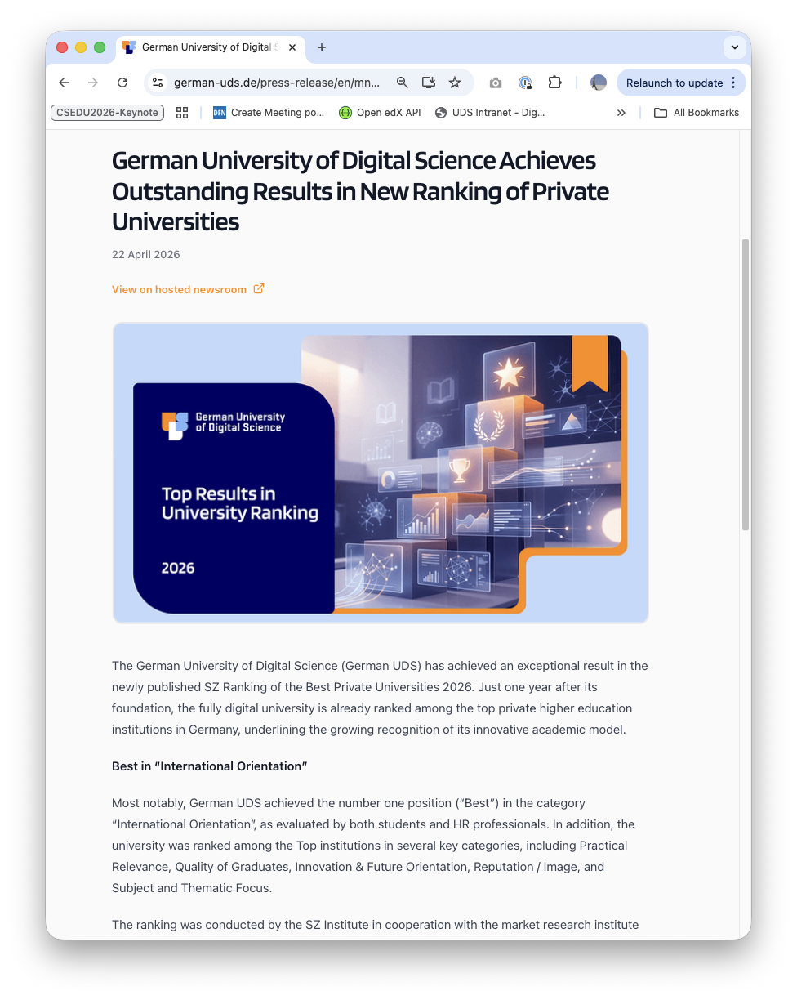 German University of Digital S
german-uds.de/press-release/en/mn...
Relaunch to update
CSEDU2026-Keynote
DFN
Create Meeting po...
Open edX API
UDS Intranet - Dig...
»
All Bookmarks
German University of Digital Science Achieves
Outstanding Results in New Ranking of Private
Universities
22 April 2026
View on hosted newsroom
German University
of Digital Science
Top Results in
University Ranking
2026
The German University of Digital Science (German UDS) has achieved an exceptional result in the
newly published SZ Ranking of the Best Private Universities 2026. Just one year after its
foundation, the fully digital university is already ranked among the top private higher education
institutions in Germany, underlining the growing recognition of its innovative academic model.
Best in “International Orientation”
Most notably, German UDS achieved the number one position (“Best”) in the category
“International Orientation”, as evaluated by both students and HR professionals. In addition, the
university was ranked among the Top institutions in several key categories, including Practical
Relevance, Quality of Graduates, Innovation & Future Orientation, Reputation / Image, and
Subject and Thematic Focus.
The ranking was conducted by the SZ Institute in cooperation with the market research institute